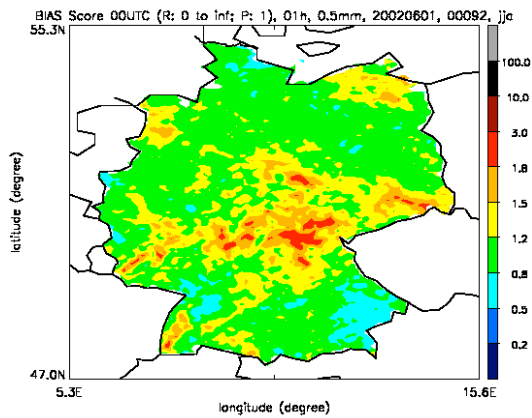 BIAS Score 00UTC (R: 0 to inf; P: 1), 01h, 0.5mm, 20020601, 00092, jja
55.3N
latitude (degree)
47.0N
5.3E
15.6E
longitude (degree)
100.0
10.0
3.0
1.8
1.5
1.2
0.8
0.5
0.2